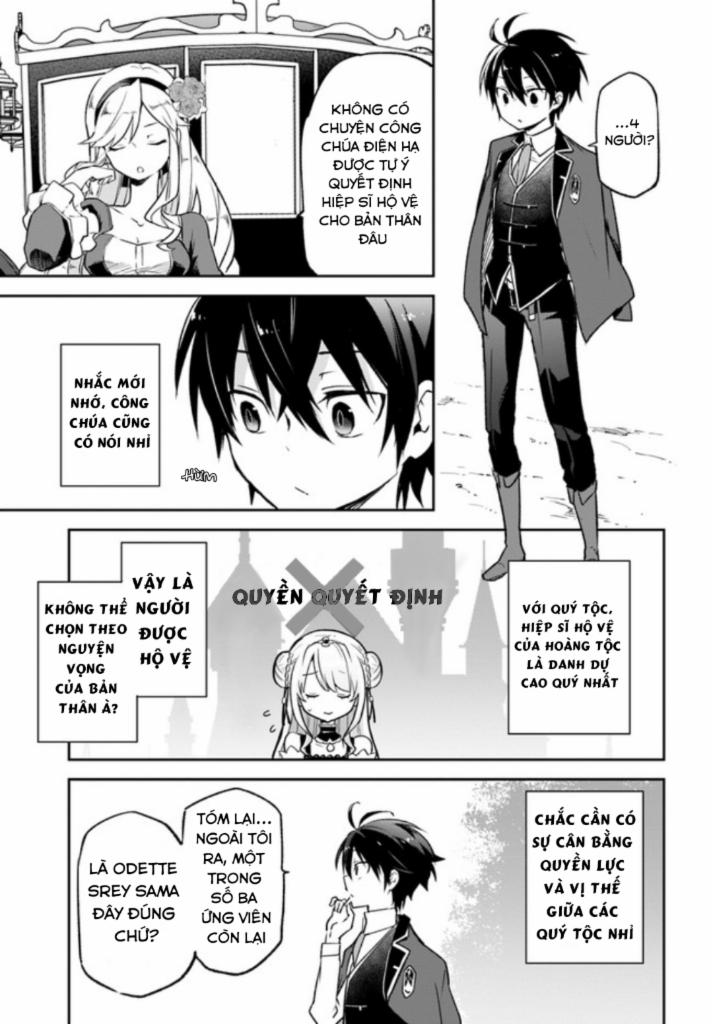 ...4
NGƯỜI?
KHÔNG CÓ
CHUYỆN CÔNG
CHÚA ĐIỆN HẠ
ĐƯỢC TỰ Ý
QUYẾT ĐỊNH
HIỆP SĨ HỘ VỆ
CHO BẢN THÂN
ĐÂU
NHẮC MỚI
NHỚ, CÔNG
CHÚA CŨNG
CÓ NÓI NHỈ
Hừm
VỚI QUÝ TỘC,
HIỆP SĨ HỘ VỆ
CỦA HOÀNG TỘC
LÀ DANH DỰ
CAO QUÝ NHẤT
QUYỀN QUYẾT ĐỊNH
VẬY LÀ
NGƯỜI
ĐƯỢC
HỘ VỆ
KHÔNG THỂ
CHỌN THEO
NGUYỆN
VỌNG
CỦA BẢN
THÂN À?
CHẮC CẦN CÓ
SỰ CÂN BẰNG
QUYỀN LỰC
VÀ VỊ THẾ
GIỮA CÁC
QUÝ TỘC NHỈ
TÓM LẠI...
NGOÀI TÔI
RA, MỘT
TRONG
SỐ BA
ỨNG VIÊN
CÒN LẠI
LÀ ODETTE
SREY SAMA
ĐÂY ĐÚNG
CHỨ?